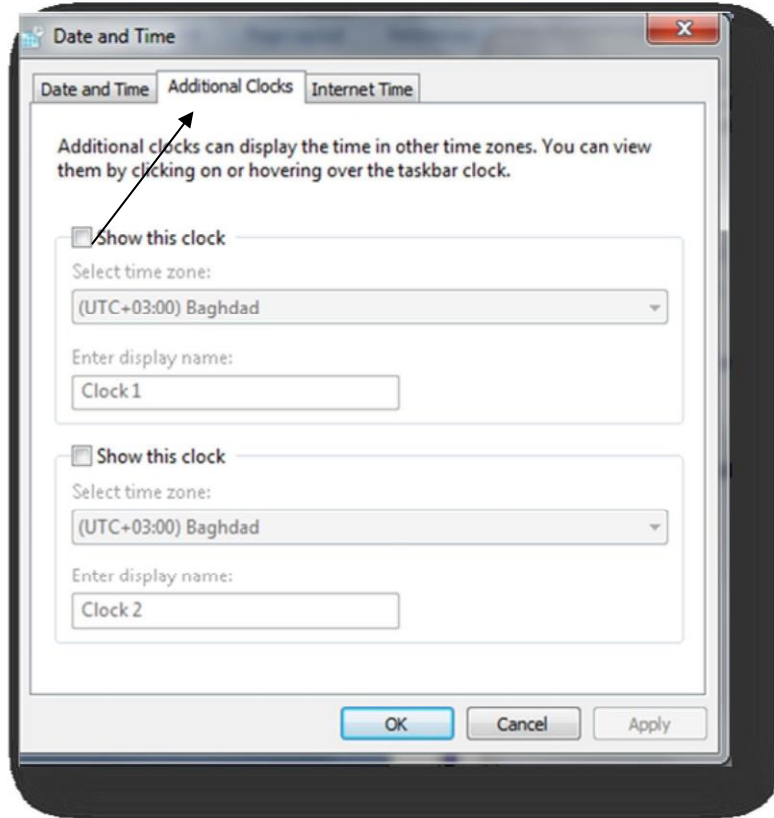 Date and Time
Date and Time Additional Clocks Internet Time
Additional clocks can display the time in other time zones. You can view
them by clicking on or hovering over the taskbar clock.
Show this clock
Select time zone:
(UTC+03:00) Baghdad
Enter display name:
Clock 1
Show this clock
Select time zone:
(UTC+03:00) Baghdad
Enter display name:
Clock 2
OK Cancel Apply